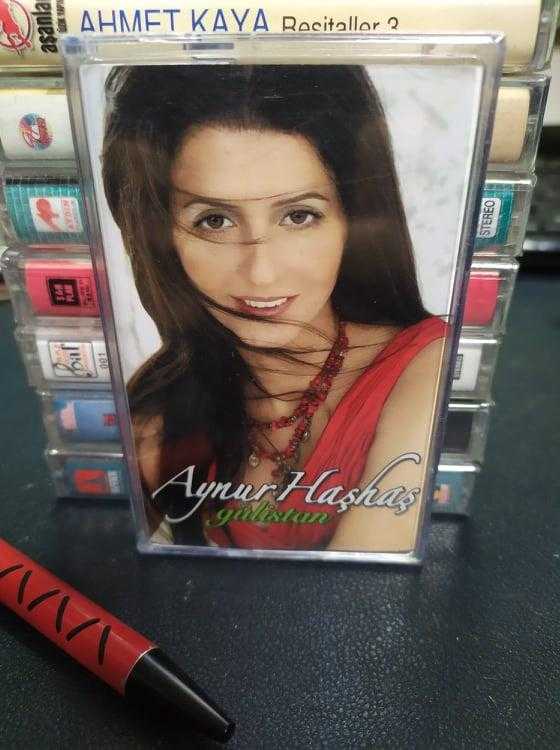 AHMET KAYA Resitaller 3
STEREO
Aynur Haşhaş
gülistan